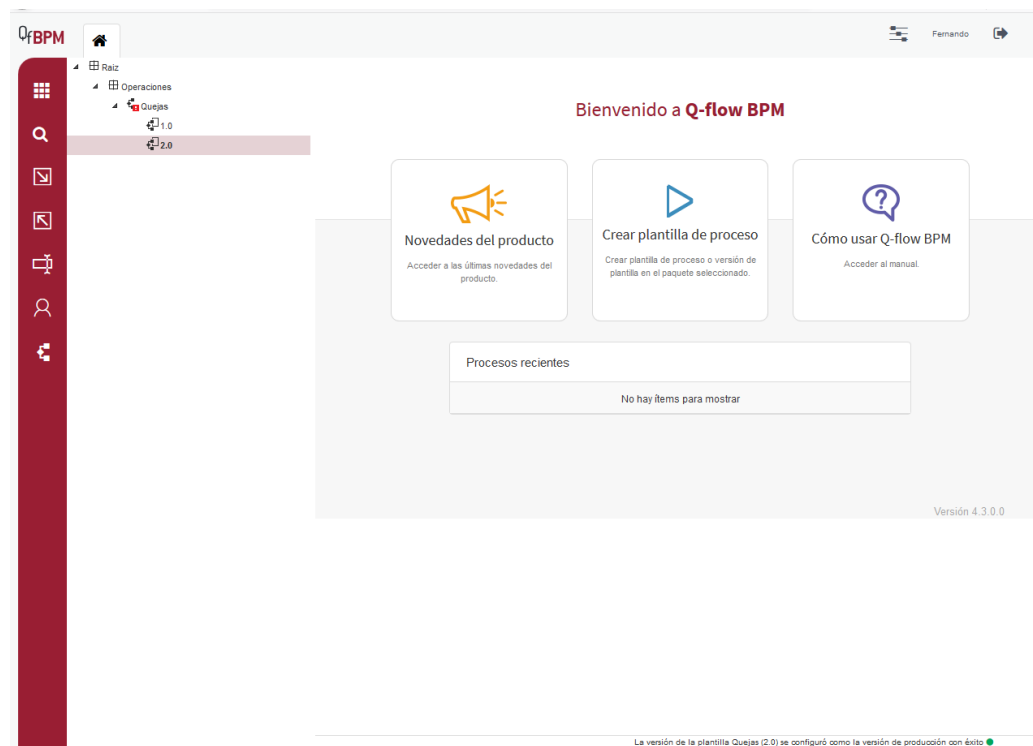 QfBPM
Fernando
Raiz
Operaciones
Quejas
1.0
2.0
Bienvenido a Q-flow BPM
Novedades del producto
Acceder a las últimas novedades del
producto.
Crear plantilla de proceso
Crear plantilla de proceso o versión de
plantilla en el paquete seleccionado.
Cómo usar Q-flow BPM
Acceder al manual.
Procesos recientes
No hay ítems para mostrar
Versión 4.3.0.0
La versión de la plantilla Quejas (2.0) se configuró como la versión de producción con éxito